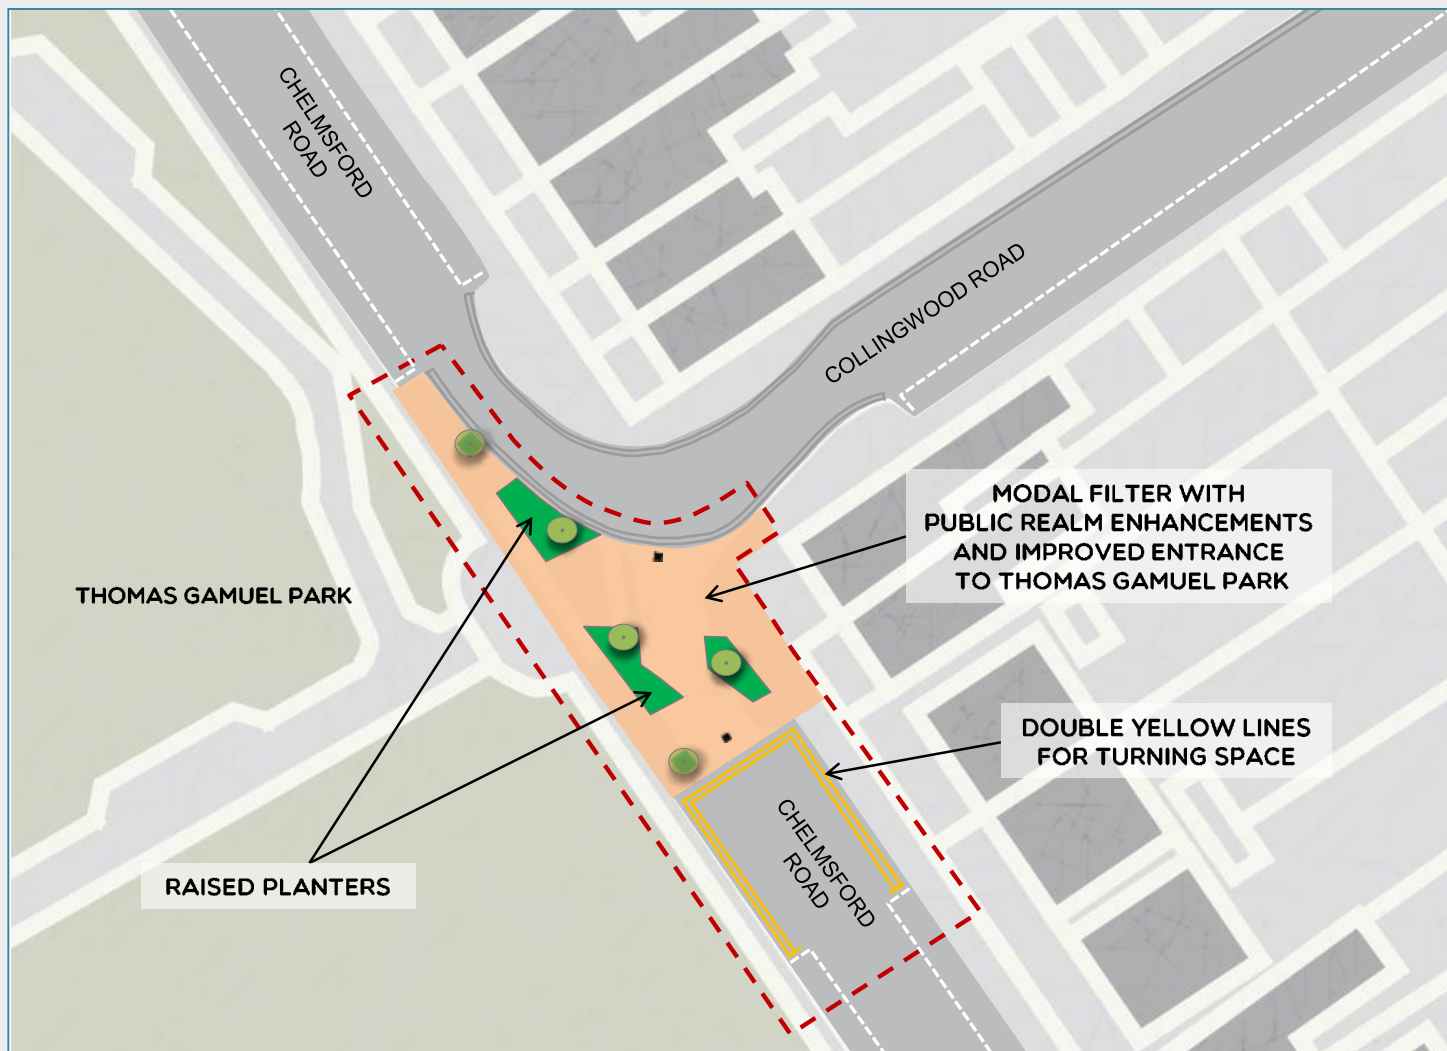 CHELMSFORD
ROAD
COLLINGWOOD ROAD
MODAL FILTER WITH
PUBLIC REALM ENHANCEMENTS
AND IMPROVED ENTRANCE
TO THOMAS GAMUEL PARK
THOMAS GAMUEL PARK
DOUBLE YELLOW LINES
FOR TURNING SPACE
CHELMSFORD
ROAD
RAISED PLANTERS